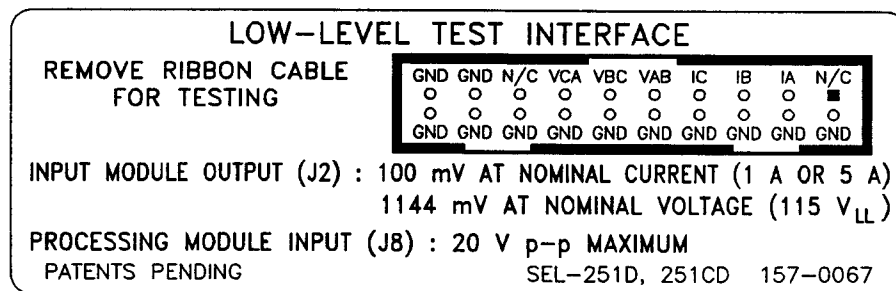 LOW-LEVEL TEST INTERFACE
REMOVE RIBBON CABLE
FOR TESTING
GND GND N/C VCA VBC VAB IC IB IA N/C
GND GND GND GND GND GND GND GND GND GND
INPUT MODULE OUTPUT (J2) : 100 mV AT NOMINAL CURRENT (1 A OR 5 A)
1144 mV AT NOMINAL VOLTAGE (115 V_LL)
PROCESSING MODULE INPUT (J8) : 20 V p-p MAXIMUM
PATENTS PENDING SEL-251D, 251CD 157-0067